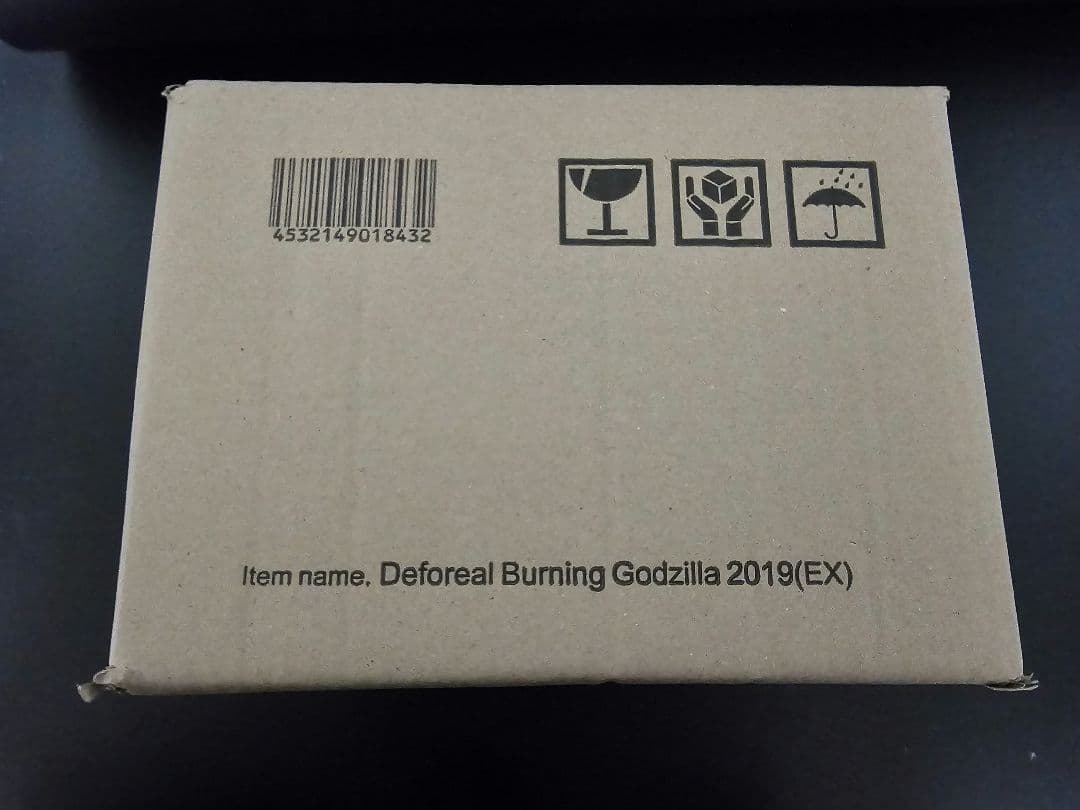 4532149018432
Item name. Deforeal Burning Godzilla 2019(EX)